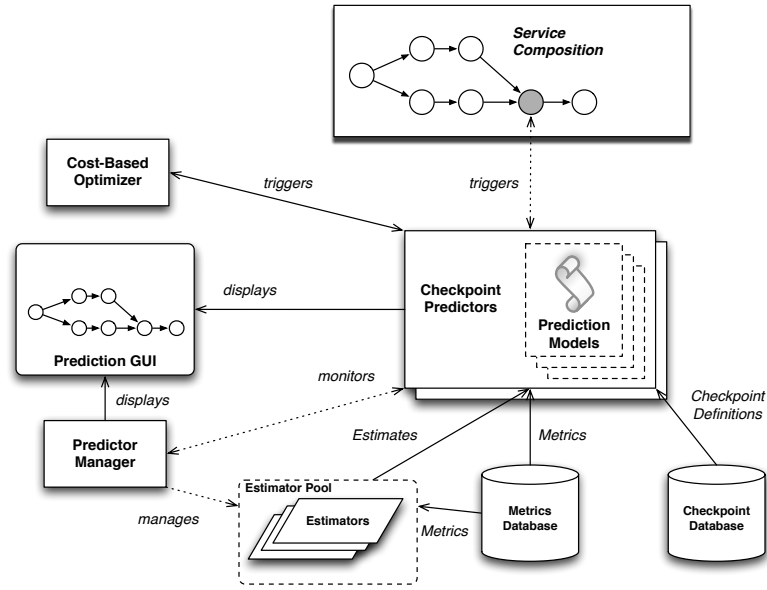 Service
Composition
Cost-Based
Optimizer
triggers
triggers
Checkpoint
Predictors
Prediction
Models
displays
Prediction GUI
monitors
displays
Checkpoint
Definitions
Predictor
Manager
Estimates
Metrics
Estimator Pool
manages
Estimators
Metrics
Metrics
Database
Checkpoint
Database